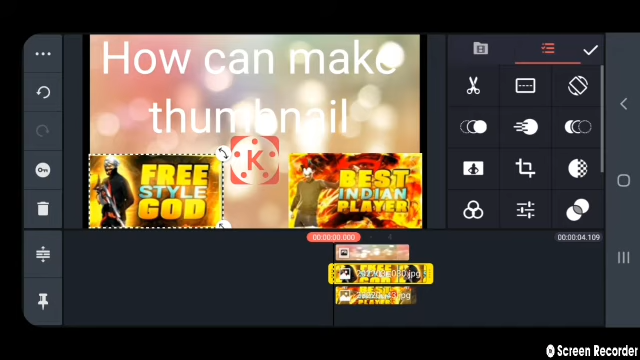 How can make
thumbnail
K
FREE
STYLE
GOD
BEST
INDIAN
PLAYER
00:00:00.000
00:00:04.109
Screen Recorder